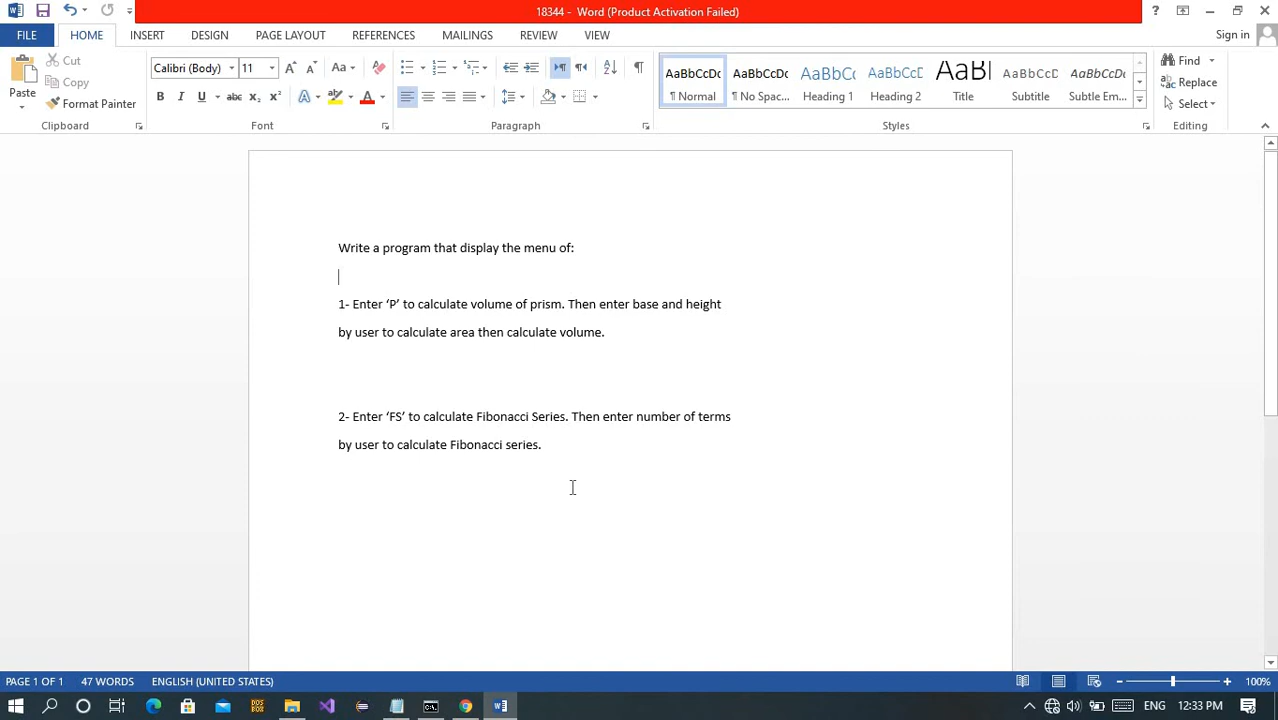 18344 - Word (Product Activation Failed)
FILE HOME INSERT DESIGN PAGE LAYOUT REFERENCES MAILINGS REVIEW VIEW Sign in
Cut
Copy
Format Painte
Paste
Clipboard
Calibri (Body) 11
Font
Paragraph
AaBbCcDc AaBbCcDc AaBbCc AaBbCcD AaBl AaBbCcD AaBbCcDc
¶ Normal ¶ No Spac... Heading 1 Heading 2 Title Subtitle Subtle Em...
Styles
Find
Replace
Select
Editing
Write a program that display the menu of:
1- Enter ‘P’ to calculate volume of prism. Then enter base and height
by user to calculate area then calculate volume.
2- Enter ‘FS’ to calculate Fibonacci Series. Then enter number of terms
by user to calculate Fibonacci series.
PAGE 1 OF 1 47 WORDS ENGLISH (UNITED STATES) 100%
ENG 12:33 PM